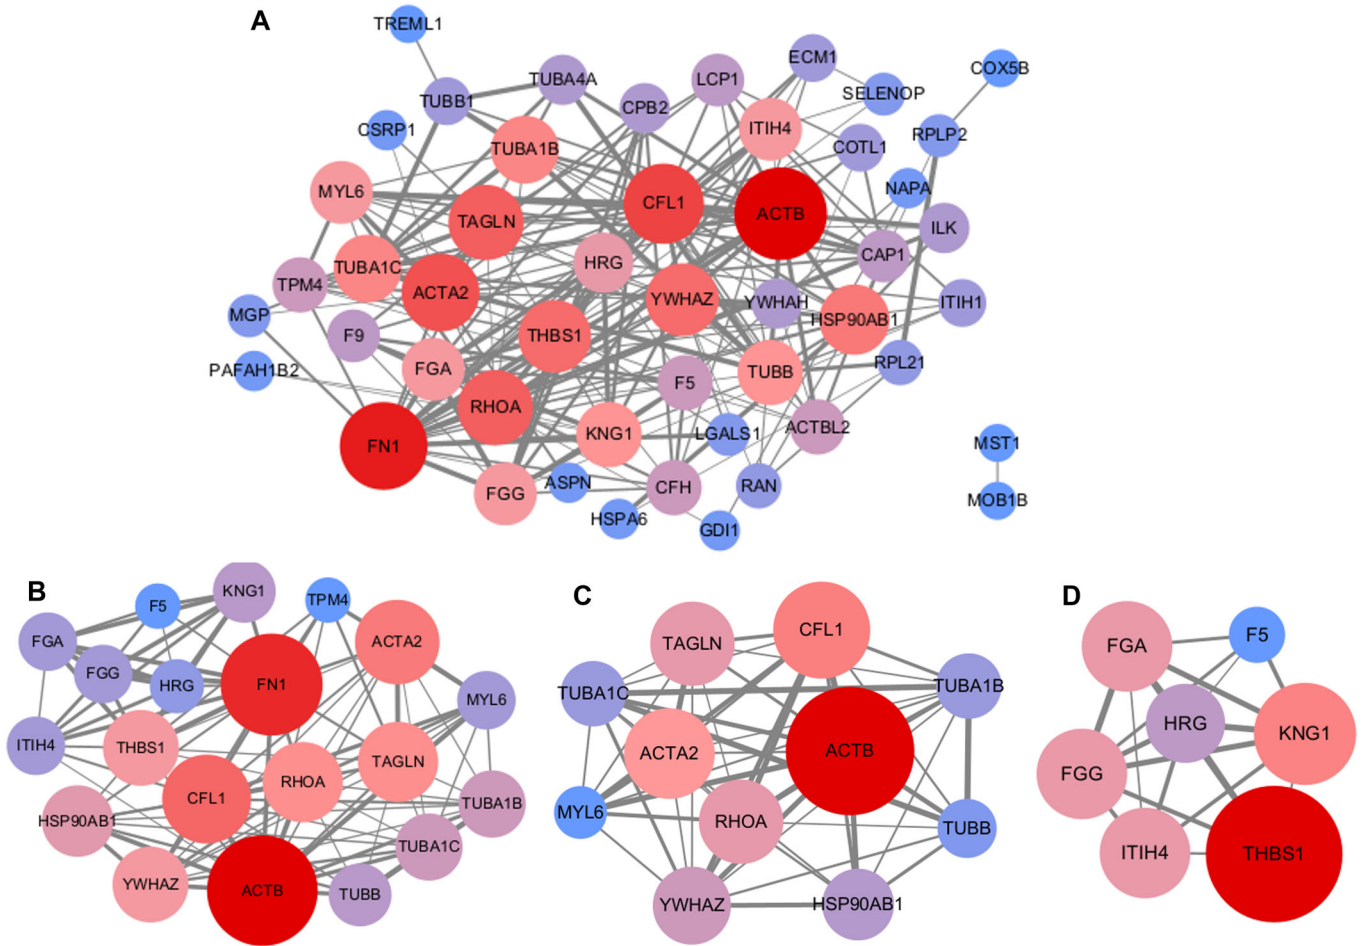 A
TREML1
COX5B
ECM1
TUBA4A
LCP1
SELENOP
TUBB1
CPB2
CSRP1
ITIH4
RPLP2
TUBA1B
COTL1
NAPA
MYL6
CFL1
ACTB
TAGLN
ILK
CAP1
HRG
TUBA1C
TPM4
ACTA2
YWHAZ
YWHAH
ITIH1
MGP
HSP90AB1
F9
THBS1
PAFAH1B2
FGA
TUBB
RPL21
F5
RHOA
KNG1
LGALS1
ACTBL2
FN1
MST1
FGG
ASPN
CFH
RAN
MOB1B
HSPA6
GDI1
B
KNG1
F5
TPM4
FGA
ACTA2
FGG
HRG
FN1
MYL6
ITIH4
THBS1
TAGLN
RHOA
CFL1
TUBA1B
HSP90AB1
TUBA1C
YWHAZ
ACTB
TUBB
C
CFL1
TAGLN
TUBA1C
TUBA1B
ACTA2
ACTB
MYL6
RHOA
TUBB
YWHAZ
HSP90AB1
D
F5
FGA
HRG
KNG1
FGG
ITIH4
THBS1